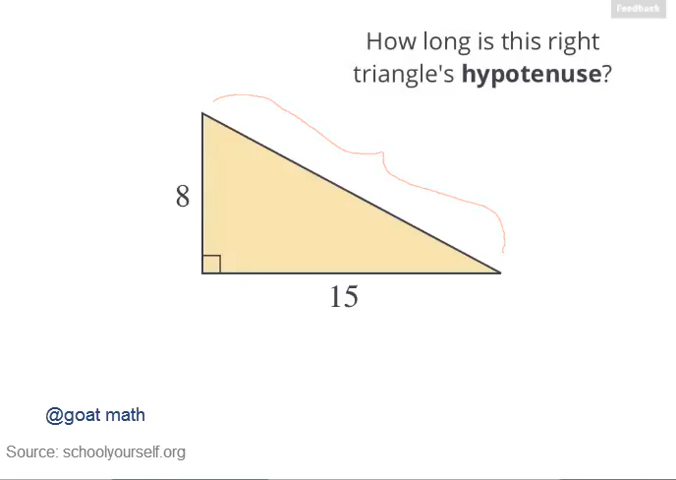 Feedback
How long is this right
triangle's hypotenuse?
8
15
@goat math
Source: schoolyourself.org